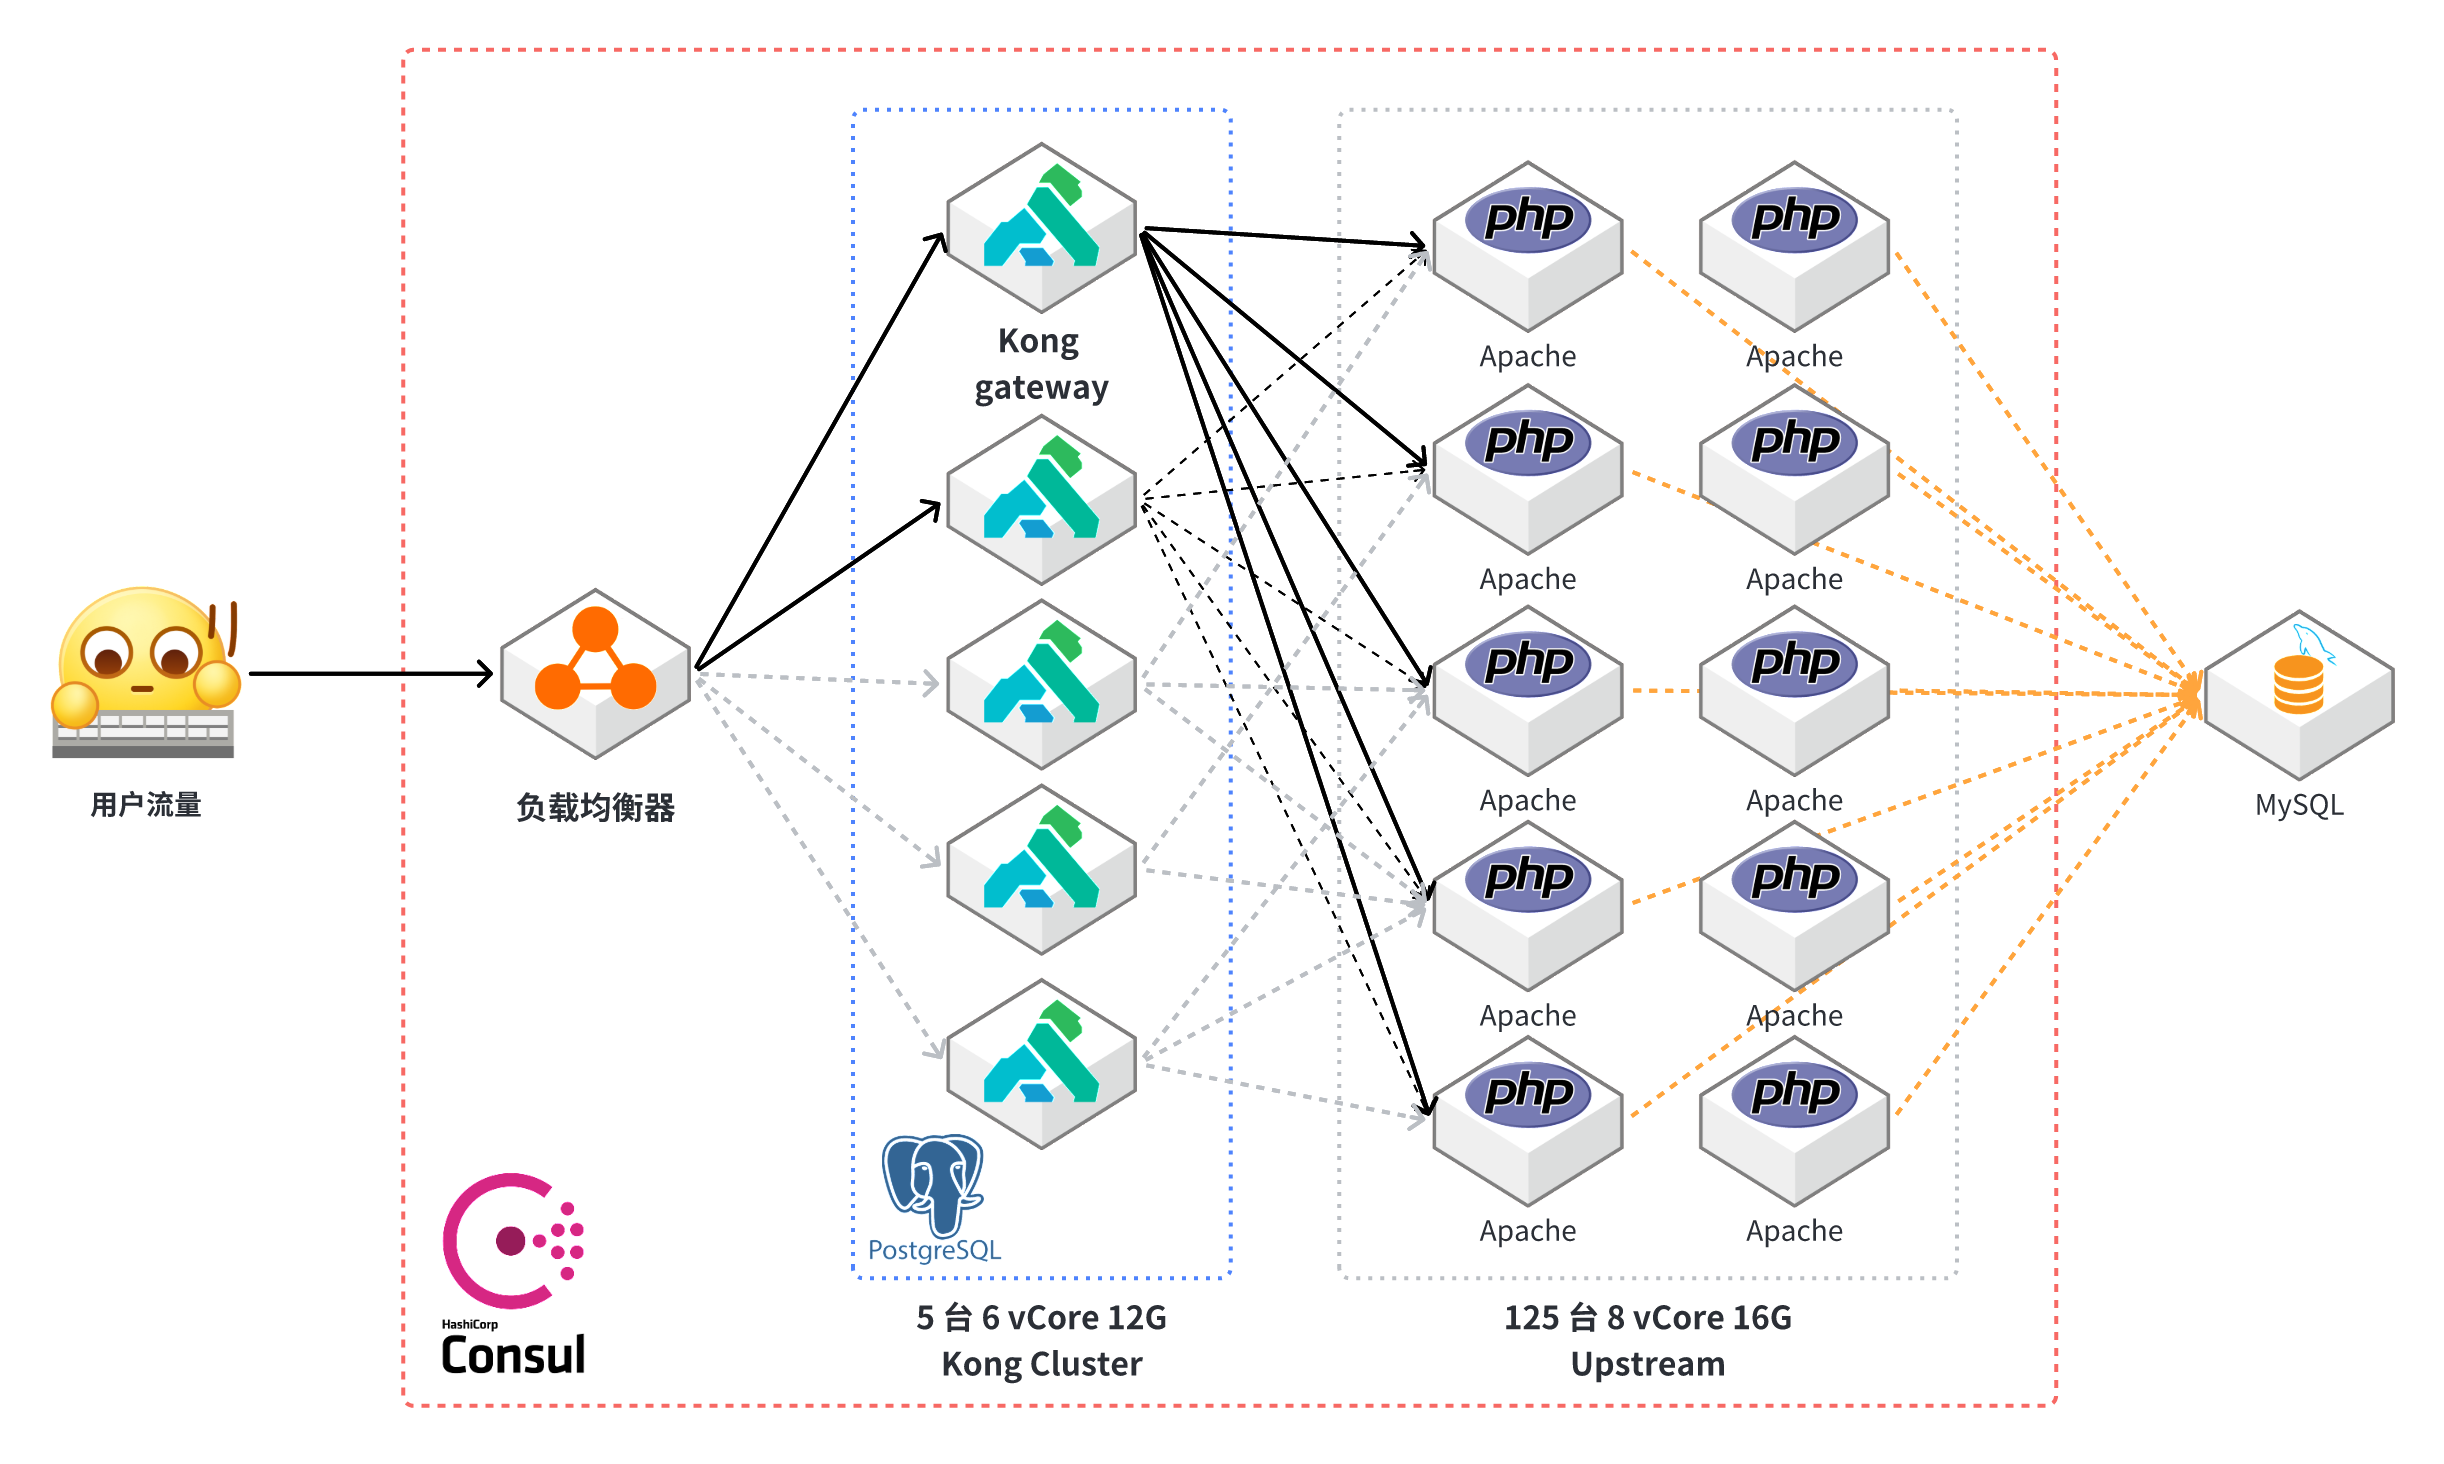 用户流量
负载均衡器
Kong
gateway
PostgreSQL
5 台 6 vCore 12G
Kong Cluster
HashiCorp
Consul
php
php
Apache
Apache
php
php
Apache
Apache
php
php
Apache
Apache
php
php
Apache
Apache
php
php
Apache
Apache
125 台 8 vCore 16G
Upstream
MySQL